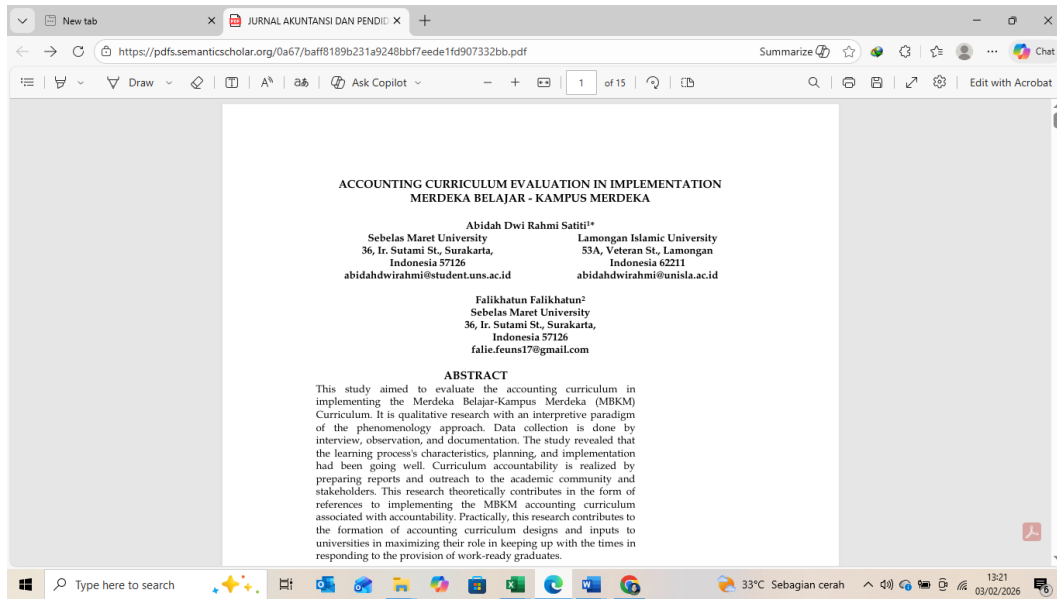 New tab
JURNAL AKUNTANSI DAN PENDID
https://pdfs.semanticscholar.org/0a67/baff8189b231a9248bbf7eede1fd907332bb.pdf
Summarize
Chat
Draw
Ask Copilot
1 of 15
Edit with Acrobat
ACCOUNTING CURRICULUM EVALUATION IN IMPLEMENTATION
MERDEKA BELAJAR - KAMPUS MERDEKA
Abidah Dwi Rahmi Satiti¹*
Sebelas Maret University
36, Ir. Sutami St., Surakarta,
Indonesia 57126
abidahdwirahmi@student.uns.ac.id
Lamongan Islamic University
53A, Veteran St., Lamongan
Indonesia 62211
abidahdwirahmi@unisla.ac.id
Falikhatun Falikhatun²
Sebelas Maret University
36, Ir. Sutami St., Surakarta,
Indonesia 57126
falie.feuns17@gmail.com
ABSTRACT
This study aimed to evaluate the accounting curriculum in
implementing the Merdeka Belajar-Kampus Merdeka (MBKM)
Curriculum. It is qualitative research with an interpretive paradigm
of the phenomenology approach. Data collection is done by
interview, observation, and documentation. The study revealed that
the learning process's characteristics, planning, and implementation
had been going well. Curriculum accountability is realized by
preparing reports and outreach to the academic community and
stakeholders. This research theoretically contributes in the form of
references to implementing the MBKM accounting curriculum
associated with accountability. Practically, this research contributes to
the formation of accounting curriculum designs and inputs to
universities in maximizing their role in keeping up with the times in
responding to the provision of work-ready graduates.
Type here to search
33°C Sebagian cerah
13:21
03/02/2026
6